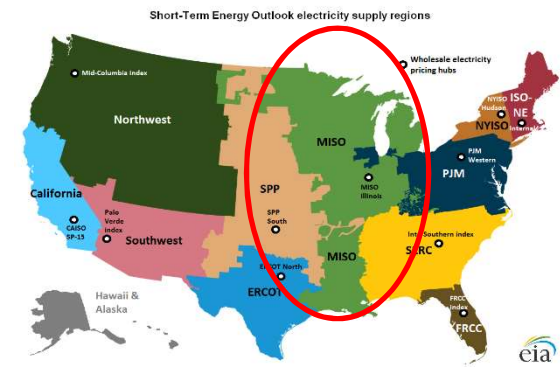 Short-Term Energy Outlook electricity supply regions
Wholesale electricity
pricing hubs
Mid-Columbia Index
Northwest
MISO
NYISO
Hudson
ISO-
NE
Internal
NYISO
PJM
Western
PJM
California
SPP
MISO
Illinois
CAISO
SP-15
Palo
Verde
Index
Southwest
SPP
South
Into Southern index
SERC
MISO
ERCOT North
ERCOT
Hawaii &
Alaska
FRCC
index
FRCC
eia